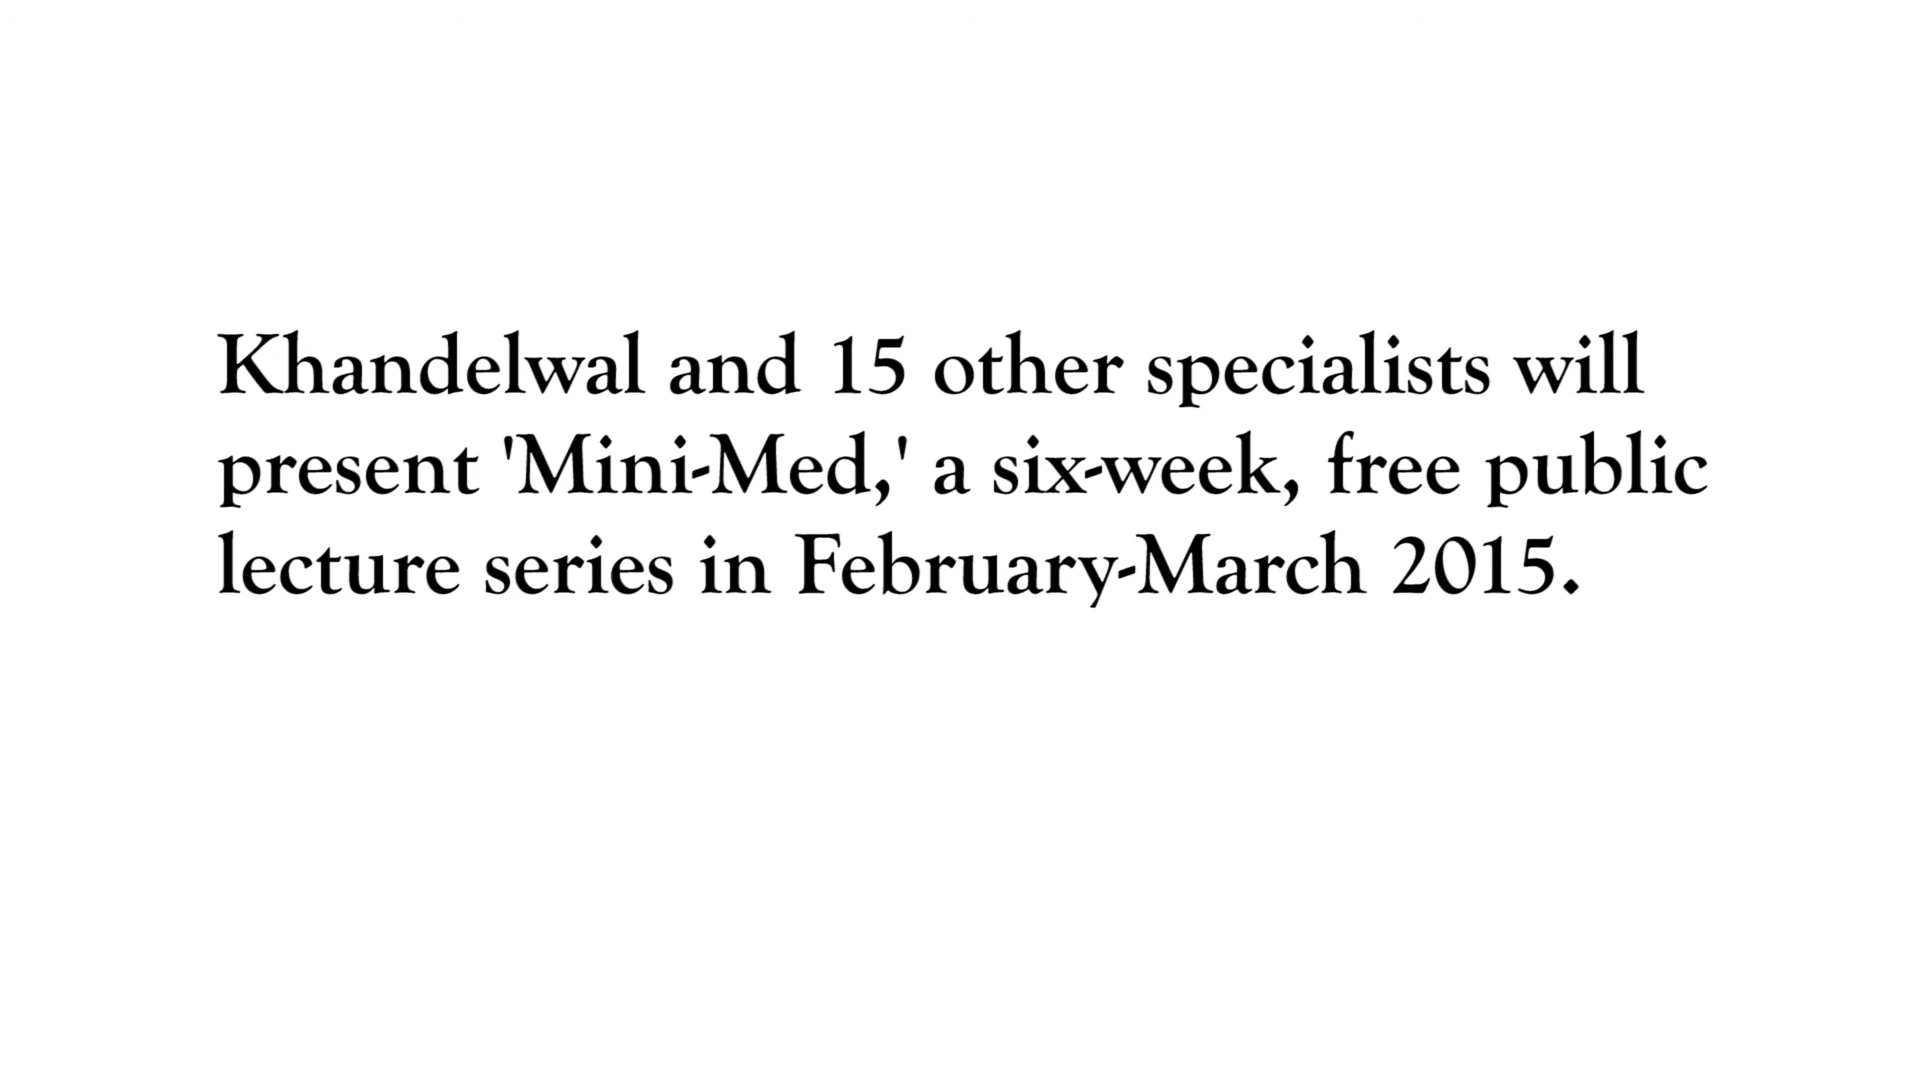 Khandelwal and 15 other specialists will
present 'Mini-Med,' a six-week, free public
lecture series in February-March 2015.